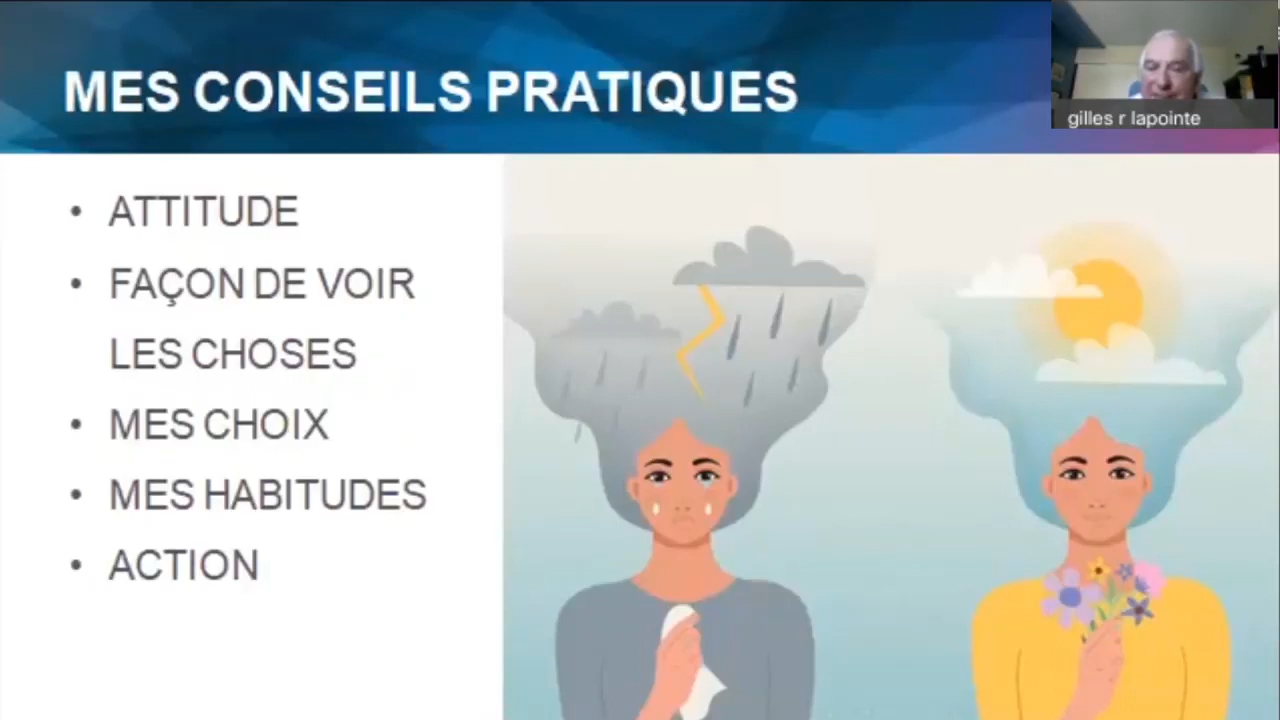 MES CONSEILS PRATIQUES
gilles r lapointe
• ATTITUDE
• FAÇON DE VOIR
LES CHOSES
• MES CHOIX
• MES HABITUDES
• ACTION